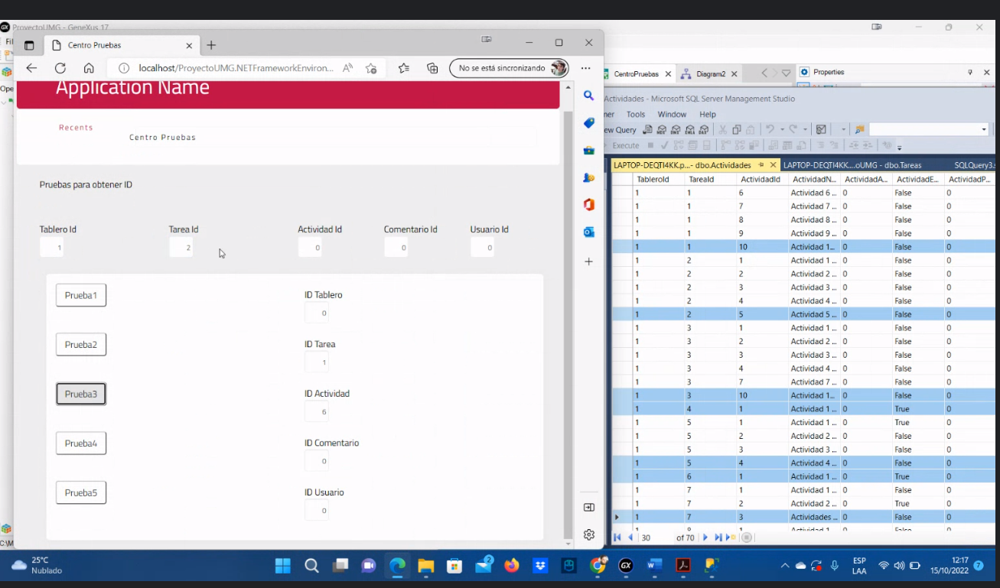 ProyectoUMG - GeneXus 17
Centro Pruebas
localhost/ProyectoUMG.NETFrameworkEnviron...
No se está sincronizando
Application Name
Recents
Centro Pruebas
Pruebas para obtener ID
Tablero Id Tarea Id Actividad Id Comentario Id Usuario Id
1 2 0 0 0
Prueba1 ID Tablero
0
Prueba2 ID Tarea
1
Prueba3 ID Actividad
6
Prueba4 ID Comentario
0
Prueba5 ID Usuario
0
CentroPruebas Diagram2 Properties
Actividades - Microsoft SQL Server Management Studio
ner Tools Window Help
ew Query
Execute
LAPTOP-DEQTI4KK.p...- dbo.Actividades LAPTOP-DEQTI4KK....oUMG - dbo.Tareas SQLQuery3.s
TableroId TareaId ActividadId ActividadN... ActividadA... ActividadE... ActividadP...
1 1 6 Actividad 6 ... 0 False 0
1 1 7 Actividad 7 ... 0 False 0
1 1 8 Actividad 8 ... 0 False 0
1 1 9 Actividad 9 ... 0 False 0
1 1 10 Actividad 1... 0 False 0
1 2 1 Actividad 1 ... 0 False 0
1 2 2 Actividad 2 ... 0 False 0
1 2 3 Actividad 3 ... 0 False 0
1 2 4 Actividad 4 ... 0 False 0
1 2 5 Actividad 5 ... 0 False 0
1 3 1 Actividad 1 ... 0 False 0
1 3 2 Actividad 2 ... 0 False 0
1 3 3 Actividad 3 ... 0 False 0
1 3 4 Actividad 4 ... 0 False 0
1 3 7 Actividad 7 ... 0 False 0
1 3 10 Actividad 1... 0 False 0
1 4 1 Actividad 1 ... 0 True 0
1 5 1 Actividad 1 ... 0 True 0
1 5 2 Actividad 2 ... 0 False 0
1 5 3 Actividad 3 ... 0 False 0
1 5 4 Actividad 4 ... 0 False 0
1 6 1 Actividad 1 ... 0 True 0
1 7 1 Actividad 1 ... 0 False 0
1 7 2 Actividad 2 ... 0 True 0
1 7 3 Actividades ... 0 False 0
30 of 70
25°C
Nublado
ESP
LAA
12:17
15/10/2022